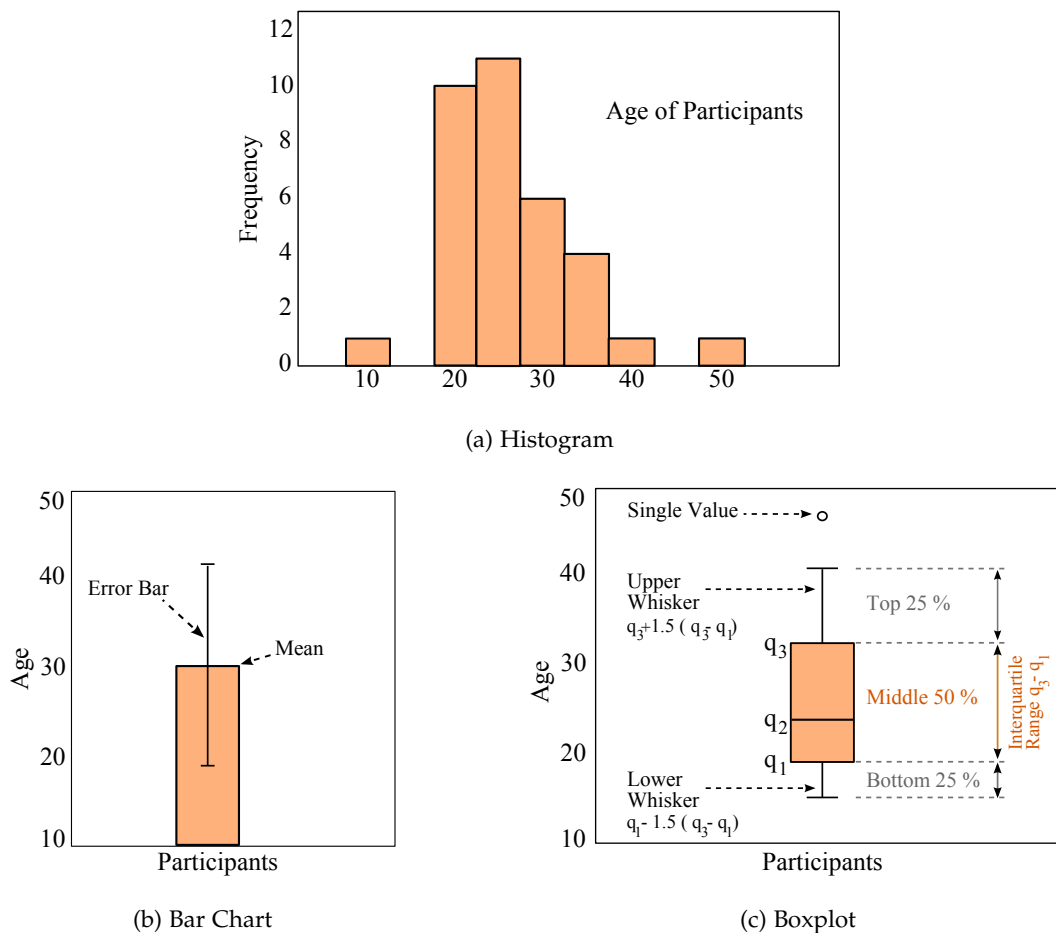 12
10
8
6
4
2
0
Frequency
Age of Participants
10 20 30 40 50
(a) Histogram
50
40
30
20
10
Age
Error Bar
Mean
Participants
(b) Bar Chart
50
40
30
20
10
Age
Single Value
Upper
Whisker
q3+1.5 ( q3- q1)
Top 25 %
q3
Middle 50 %
q2
q1
Interquartile
Range q3- q1
Lower
Whisker
q1- 1.5 ( q3- q1)
Bottom 25 %
Participants
(c) Boxplot